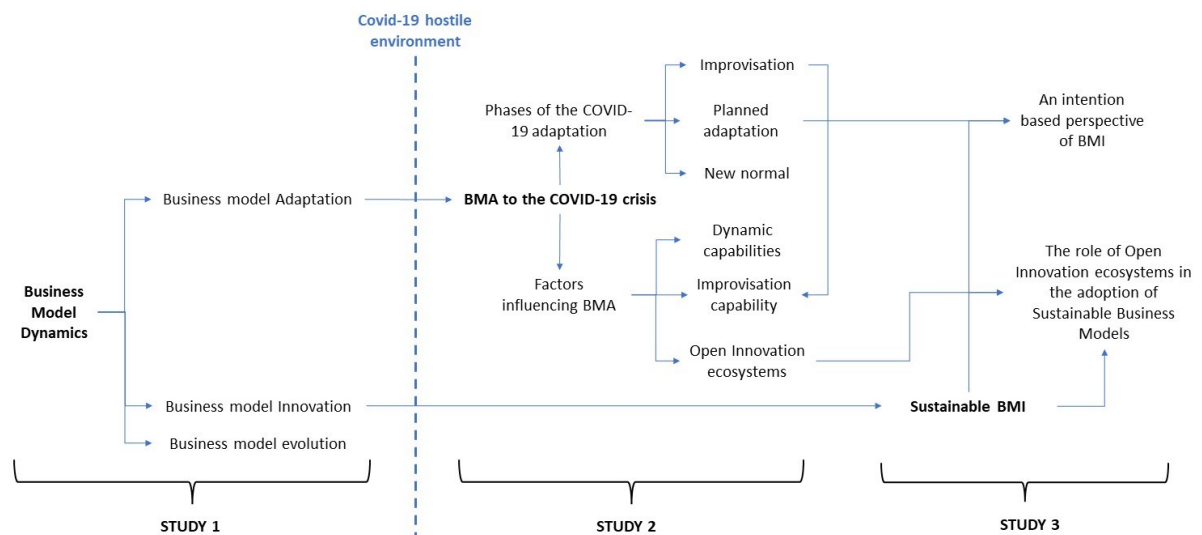 Covid-19 hostile
environment
Business
Model
Dynamics
Business model Adaptation
Business model Innovation
Business model evolution
Phases of the COVID-
19 adaptation
BMA to the COVID-19 crisis
Factors
influencing BMA
Improvisation
Planned
adaptation
New normal
Dynamic
capabilities
Improvisation
capability
Open Innovation
ecosystems
An intention
based perspective
of BMI
The role of Open
Innovation ecosystems in
the adoption of
Sustainable Business
Models
Sustainable BMI
STUDY 1
STUDY 2
STUDY 3